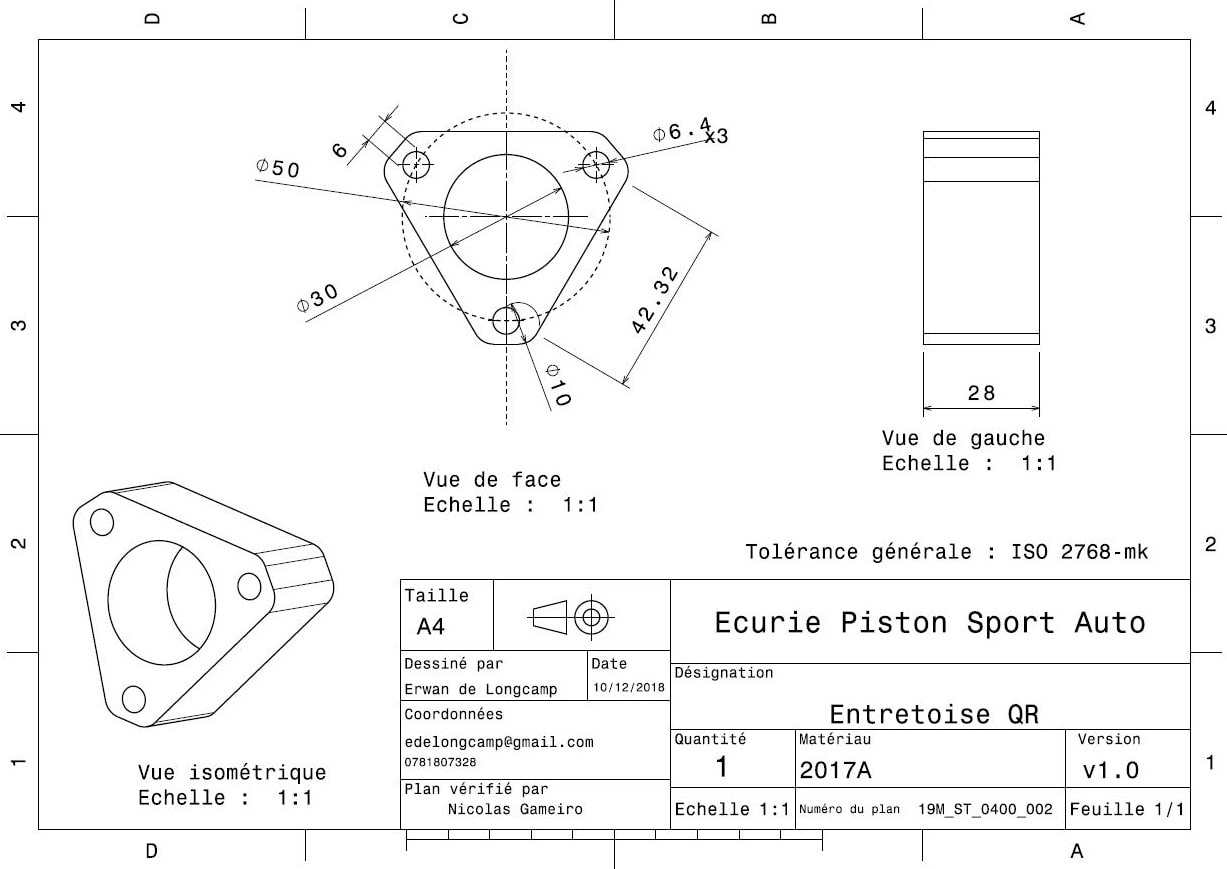 D
C
B
A
4
4
3
3
2
2
1
1
6
⌀50
⌀6.4
x3
⌀30
42.32
⌀10
28
Vue de face
Echelle : 1:1
Vue de gauche
Echelle : 1:1
Vue isométrique
Echelle : 1:1
Tolérance générale : ISO 2768-mk
Taille
A4
Ecurie Piston Sport Auto
Dessiné par
Erwan de Longcamp
Date
10/12/2018
Désignation
Entretoise QR
Coordonnées
edelongcamp@gmail.com
0781807328
Quantité
1
Matériau
2017A
Version
v1.0
Plan vérifié par
Nicolas Gameiro
Echelle 1:1
Numéro du plan 19M_ST_0400_002
Feuille 1/1
D
A